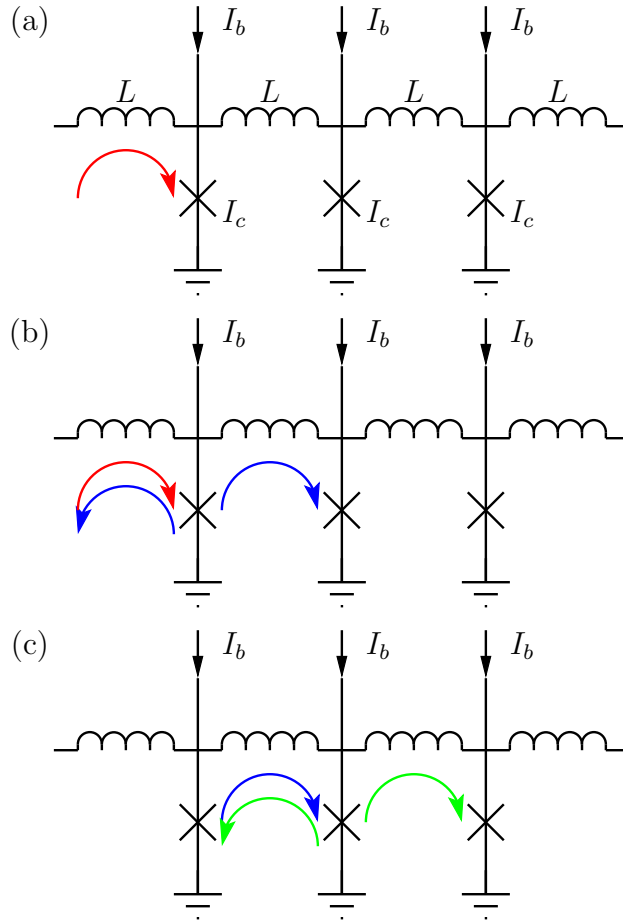 (a)
I_b I_b I_b
L L L L
I_c I_c I_c
(b)
I_b I_b I_b
(c)
I_b I_b I_b